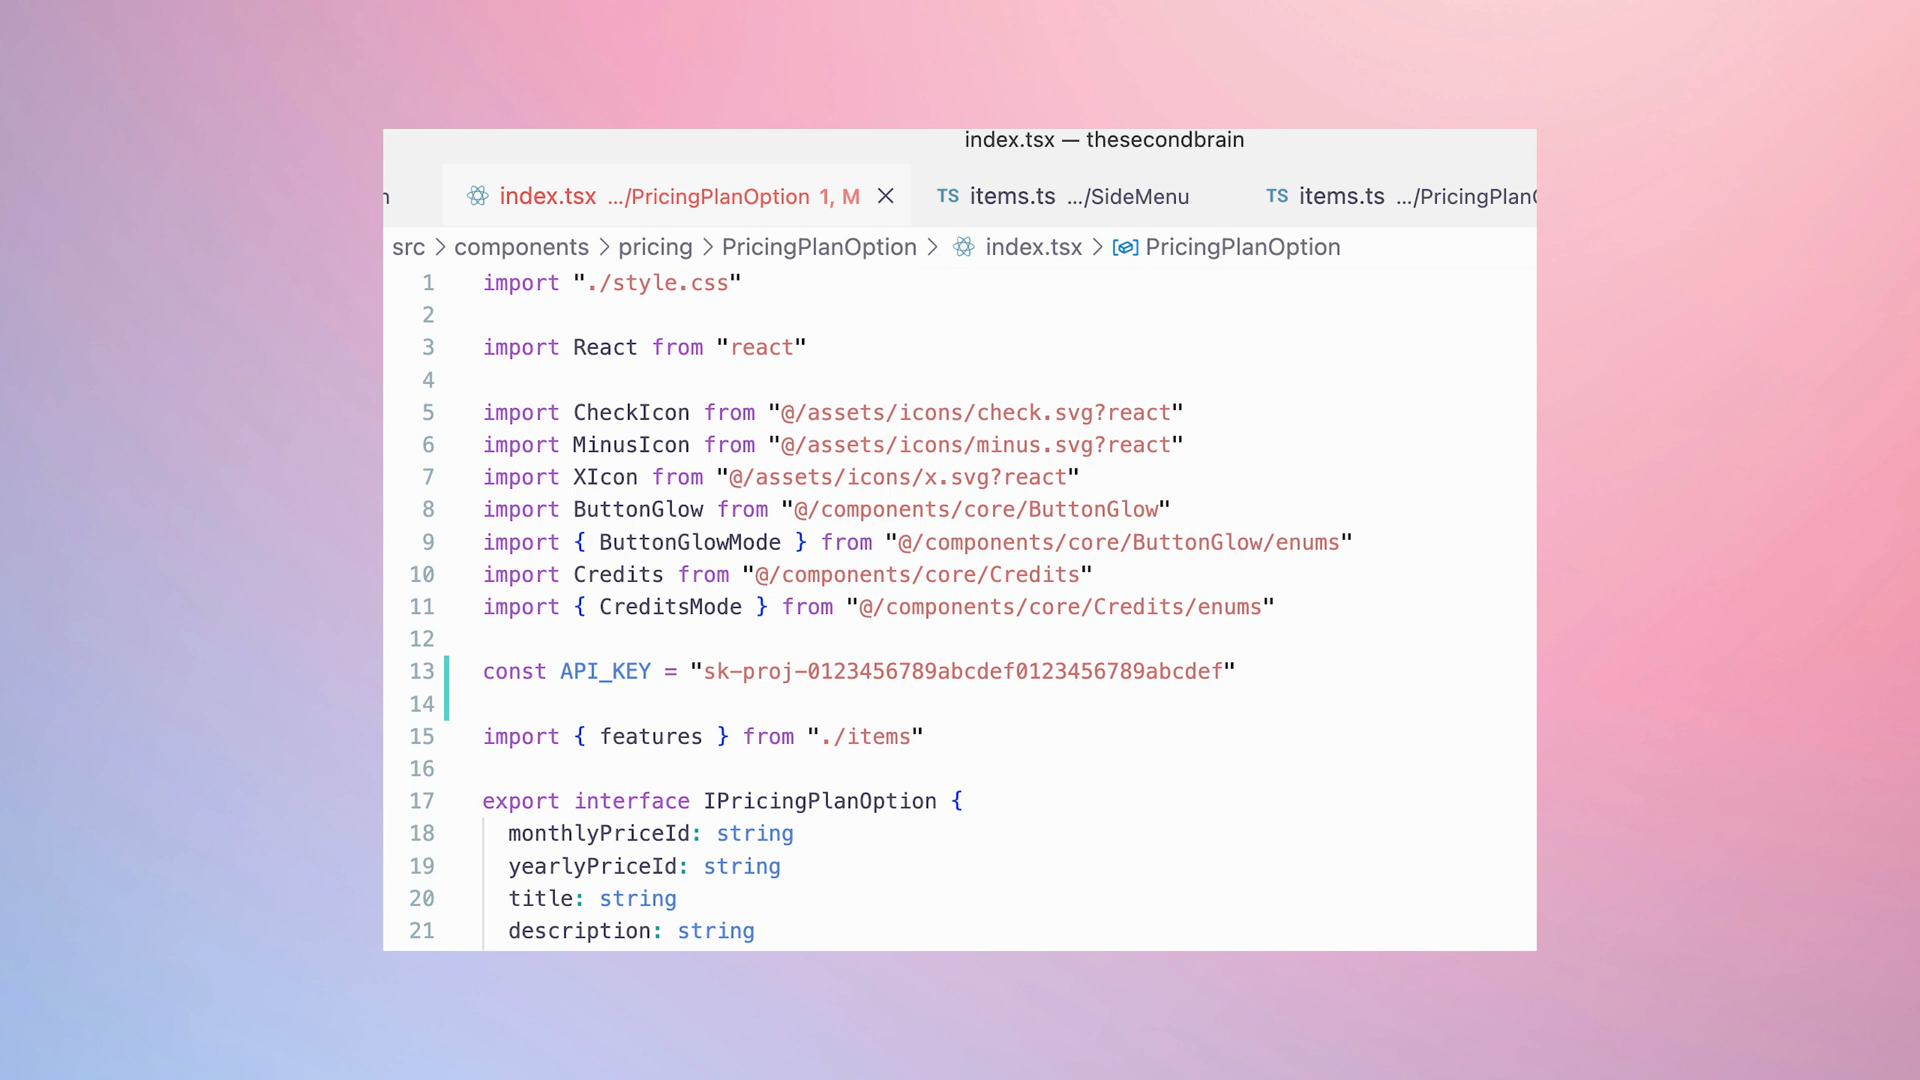 index.tsx — thesecondbrain
index.tsx .../PricingPlanOption 1, M TS items.ts .../SideMenu TS items.ts .../PricingPlan
src > components > pricing > PricingPlanOption > index.tsx > PricingPlanOption
1 import "./style.css"
2
3 import React from "react"
4
5 import CheckIcon from "@/assets/icons/check.svg?react"
6 import MinusIcon from "@/assets/icons/minus.svg?react"
7 import XIcon from "@/assets/icons/x.svg?react"
8 import ButtonGlow from "@/components/core/ButtonGlow"
9 import { ButtonGlowMode } from "@/components/core/ButtonGlow/enums"
10 import Credits from "@/components/core/Credits"
11 import { CreditsMode } from "@/components/core/Credits/enums"
12
13 const API_KEY = "sk-proj-0123456789abcdef0123456789abcdef"
14
15 import { features } from "./items"
16
17 export interface IPricingPlanOption {
18 monthlyPriceId: string
19 yearlyPriceId: string
20 title: string
21 description: string